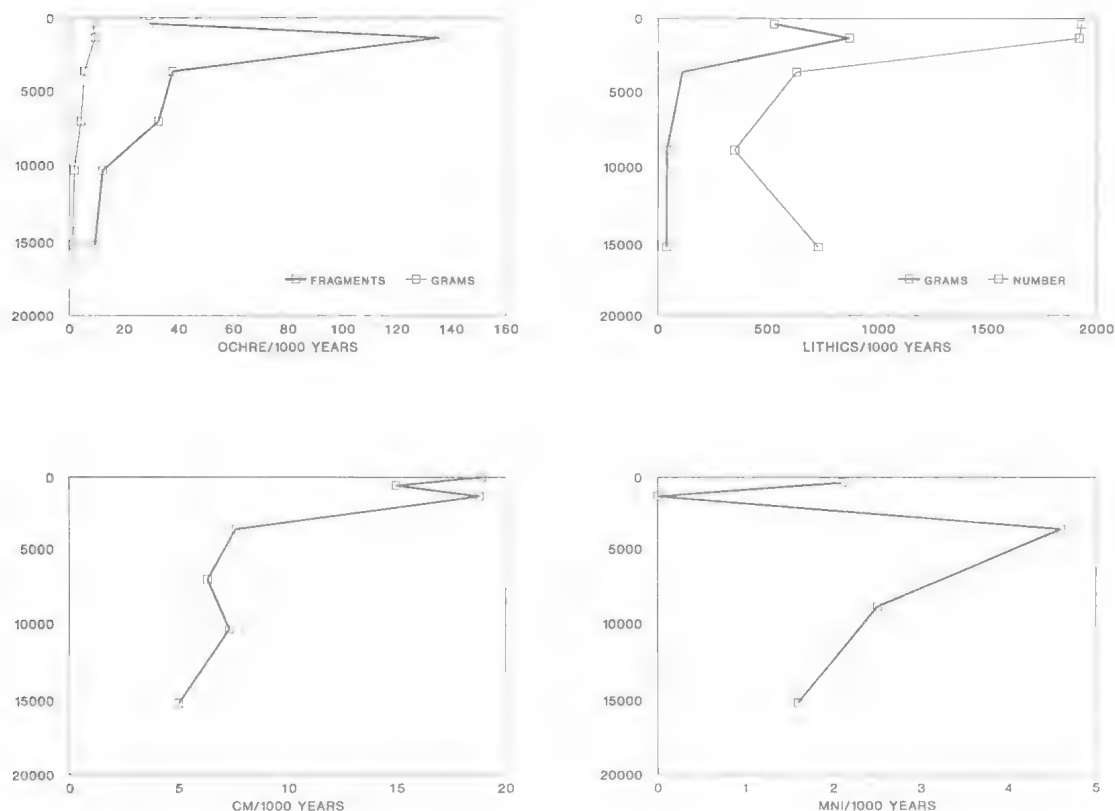 0
5000
10000
15000
20000
FRAGMENTS GRAMS
0 20 40 60 80 100 120 140 160
OCHRE/1000 YEARS
0
5000
10000
15000
20000
GRAMS NUMBER
0 500 1000 1500 2000
LITHICS/1000 YEARS
0
5000
10000
15000
20000
0 5 10 15 20
CM/1000 YEARS
0
5000
10000
15000
20000
0 1 2 3 4 5
MNI/1000 YEARS